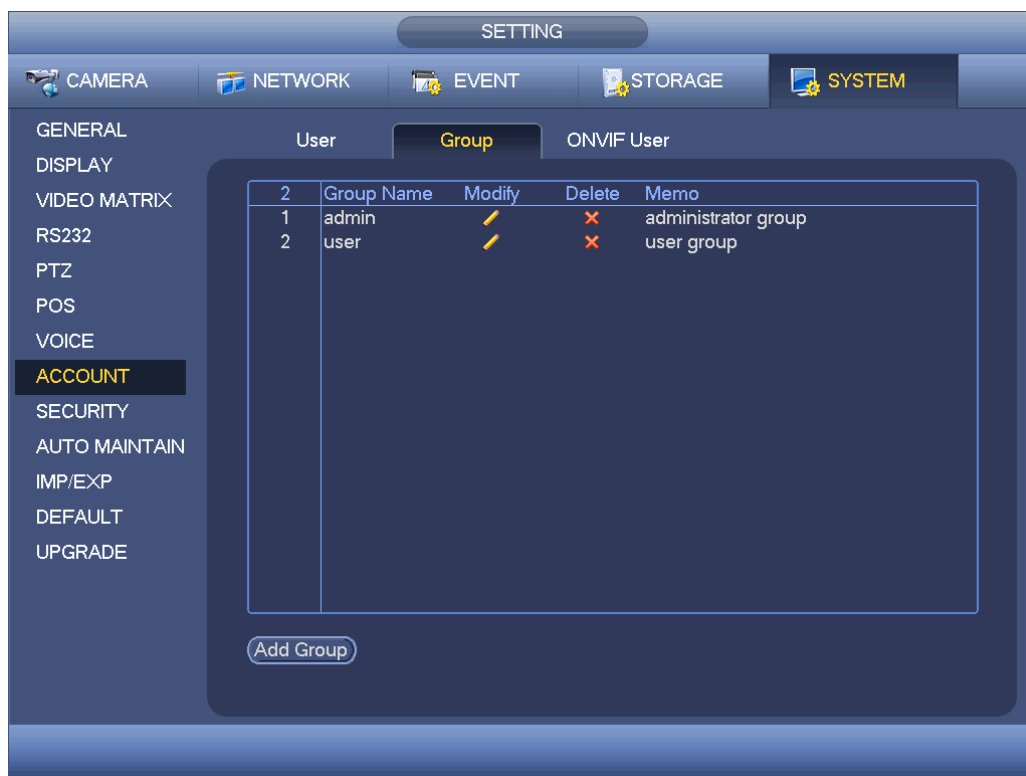 SETTING
CAMERA NETWORK EVENT STORAGE SYSTEM
GENERAL
DISPLAY
VIDEO MATRIX
RS232
PTZ
POS
VOICE
ACCOUNT
SECURITY
AUTO MAINTAIN
IMP/EXP
DEFAULT
UPGRADE
User Group ONVIF User
2 Group Name Modify Delete Memo
1 admin administrator group
2 user user group
Add Group